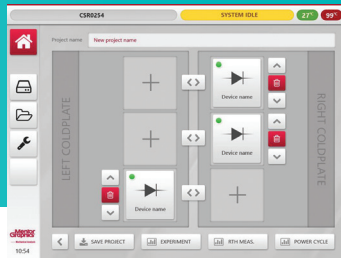 CSR0254
SYSTEM IDLE
27°
99°
Project name
New project name
LEFT COLDPLATE
RIGHT COLDPLATE
Device name
Device name
Device name
Mentor
Graphics
10:54
SAVE PROJECT
EXPERIMENT
RTH MEAS.
POWER CYCLE